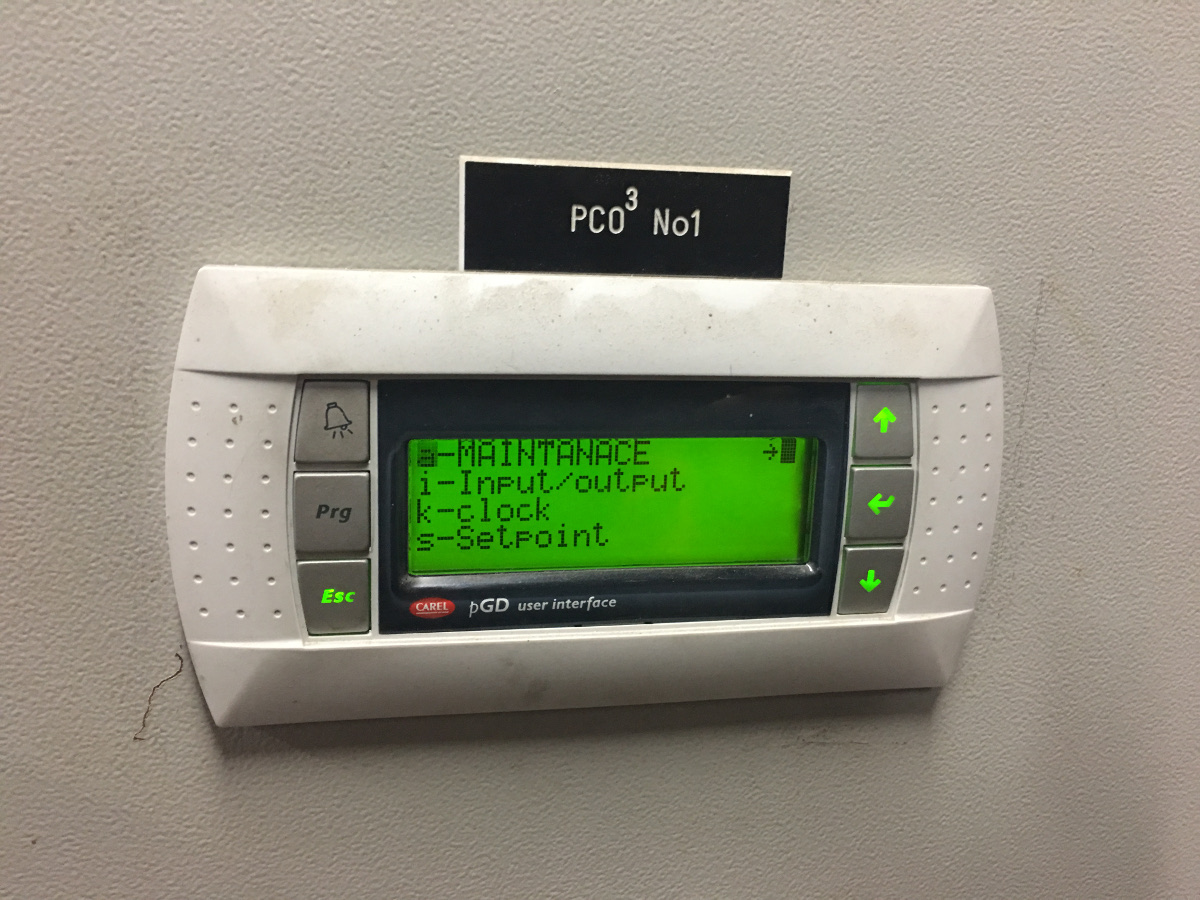 PCO³ No1
a-MAINTANACE →
i-Input/output
k-clock
s-Setpoint
Prg
Esc
CAREL pGD user interface